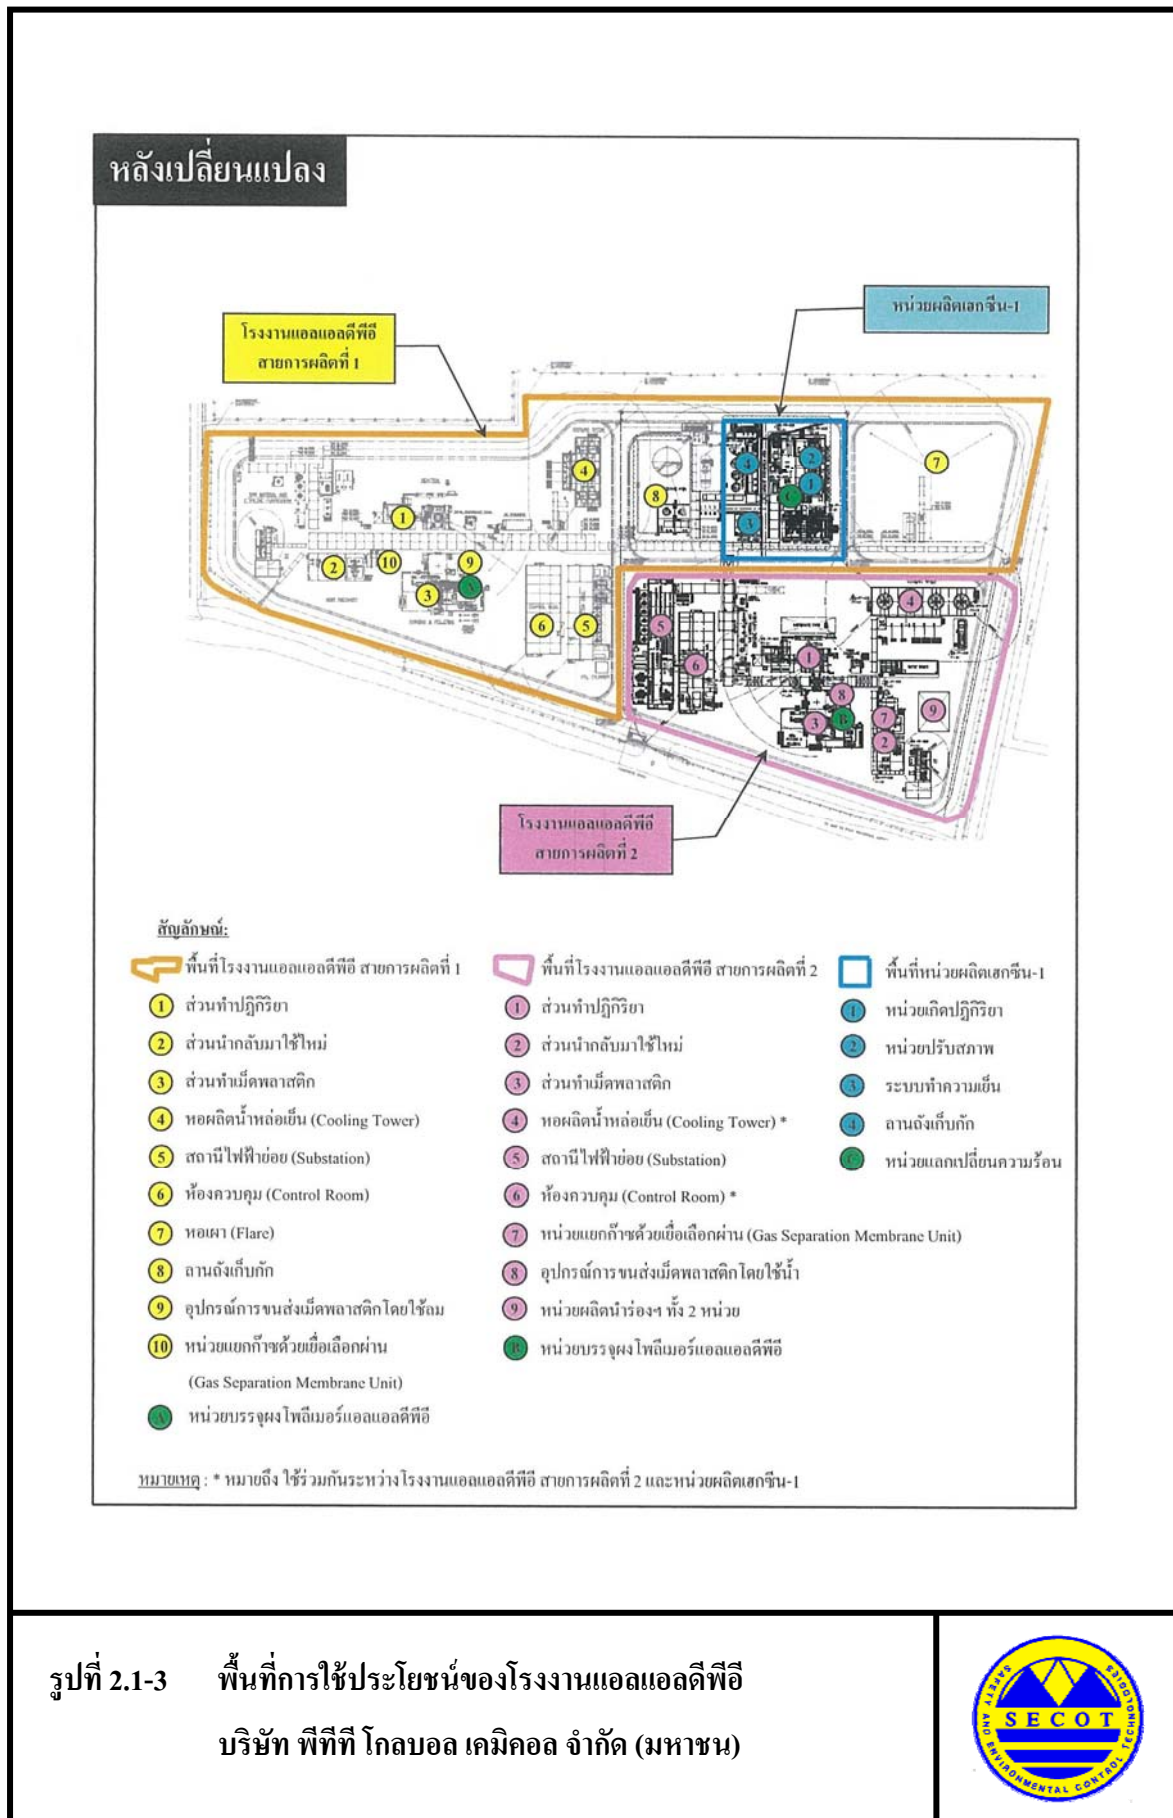 หลังเปลี่ยนแปลง
หน่วยผลิตเฮกซีน-1
โรงงานแอลแอลดีพีอี
สายการผลิตที่ 1
4
2
1
C
3
8
7
1
2
10
9
3
A
6
5
5
6
1
4
8
3
B
7
2
9
โรงงานแอลแอลดีพีอี
สายการผลิตที่ 2
สัญลักษณ์:
พื้นที่โรงงานแอลแอลดีพีอี สายการผลิตที่ 1
1 ส่วนทำปฏิกิริยา
2 ส่วนนำกลับมาใช้ใหม่
3 ส่วนทำเม็ดพลาสติก
4 หอผลิตน้ำหล่อเย็น (Cooling Tower)
5 สถานีไฟฟ้าย่อย (Substation)
6 ห้องควบคุม (Control Room)
7 หอเผา (Flare)
8 ลานถังเก็บกัก
9 อุปกรณ์การขนส่งเม็ดพลาสติกโดยใช้ลม
10 หน่วยแยกก๊าซด้วยเยื่อเลือกผ่าน
(Gas Separation Membrane Unit)
A หน่วยบรรจุผงโพลีเมอร์แอลแอลดีพีอี
พื้นที่โรงงานแอลแอลดีพีอี สายการผลิตที่ 2
1 ส่วนทำปฏิกิริยา
2 ส่วนนำกลับมาใช้ใหม่
3 ส่วนทำเม็ดพลาสติก
4 หอผลิตน้ำหล่อเย็น (Cooling Tower) *
5 สถานีไฟฟ้าย่อย (Substation)
6 ห้องควบคุม (Control Room) *
7 หน่วยแยกก๊าซด้วยเยื่อเลือกผ่าน (Gas Separation Membrane Unit)
8 อุปกรณ์การขนส่งเม็ดพลาสติกโดยใช้น้ำ
9 หน่วยผลิตนำร่องฯ ทั้ง 2 หน่วย
B หน่วยบรรจุผงโพลีเมอร์แอลแอลดีพีอี
พื้นที่หน่วยผลิตเฮกซีน-1
1 หน่วยเกิดปฏิกิริยา
2 หน่วยปรับสภาพ
3 ระบบทำความเย็น
4 ลานถังเก็บกัก
C หน่วยแลกเปลี่ยนความร้อน
หมายเหตุ : * หมายถึง ใช้ร่วมกันระหว่างโรงงานแอลแอลดีพีอี สายการผลิตที่ 2 และหน่วยผลิตเฮกซีน-1
รูปที่ 2.1-3 พื้นที่การใช้ประโยชน์ของโรงงานแอลแอลดีพีอี
บริษัท พีทีที โกลบอล เคมิคอล จำกัด (มหาชน)
SECOT
SAFETY AND ENVIRONMENTAL CONTROL TECHNOLOGIES